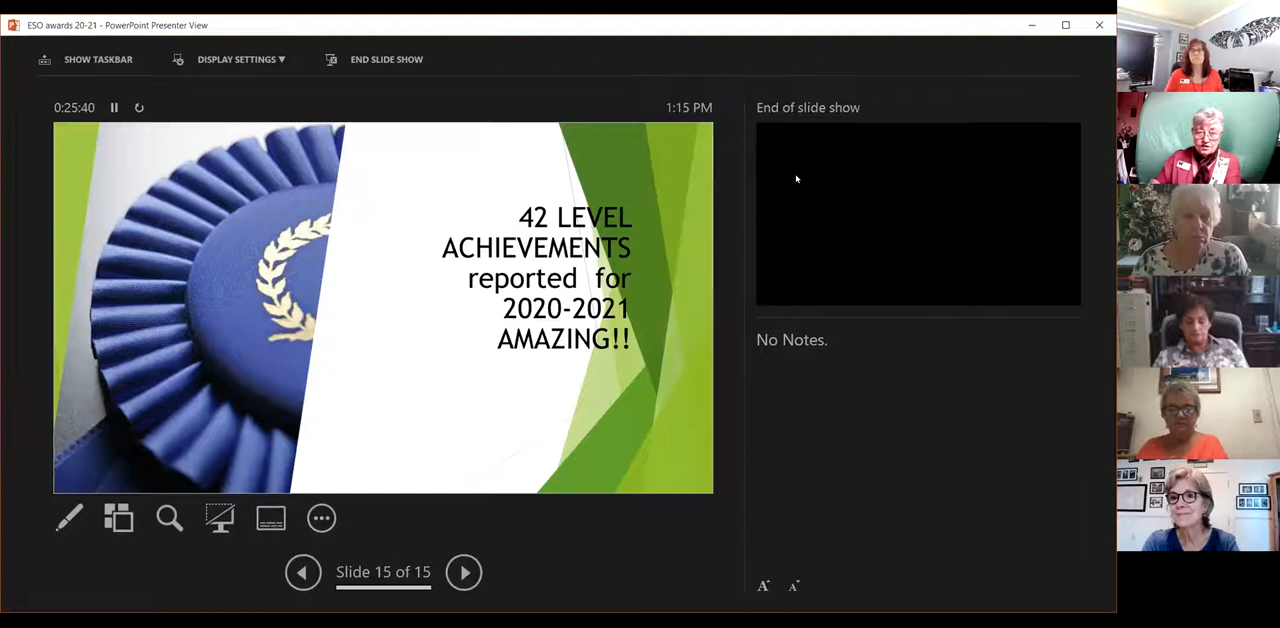 ESO awards 20-21 - PowerPoint Presenter View
SHOW TASKBAR
DISPLAY SETTINGS ▼
END SLIDE SHOW
0:25:40
1:15 PM
42 LEVEL
ACHIEVEMENTS
reported for
2020-2021
AMAZING!!
Slide 15 of 15
End of slide show
No Notes.
A A